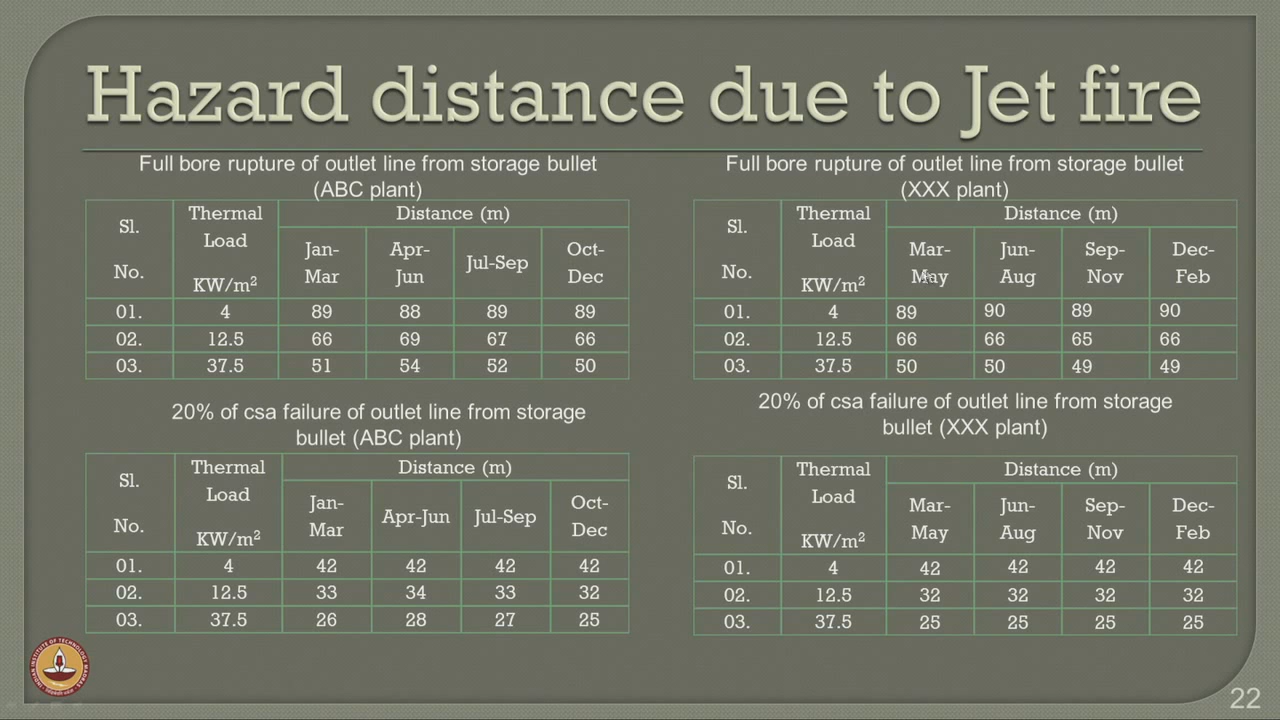 Hazard distance due to Jet fire
Full bore rupture of outlet line from storage bullet
(ABC plant)
Sl.
No.
Thermal
Load
KW/m²
Distance (m)
Jan-
Mar
Apr-
Jun
Jul-Sep
Oct-
Dec
01. 4 89 88 89 89
02. 12.5 66 69 67 66
03. 37.5 51 54 52 50
Full bore rupture of outlet line from storage bullet
(XXX plant)
Sl.
No.
Thermal
Load
KW/m²
Distance (m)
Mar-
May
Jun-
Aug
Sep-
Nov
Dec-
Feb
01. 4 89 90 89 90
02. 12.5 66 66 65 66
03. 37.5 50 50 49 49
20% of csa failure of outlet line from storage
bullet (ABC plant)
Sl.
No.
Thermal
Load
KW/m²
Distance (m)
Jan-
Mar
Apr-Jun
Jul-Sep
Oct-
Dec
01. 4 42 42 42 42
02. 12.5 33 34 33 32
03. 37.5 26 28 27 25
20% of csa failure of outlet line from storage
bullet (XXX plant)
Sl.
No.
Thermal
Load
KW/m²
Distance (m)
Mar-
May
Jun-
Aug
Sep-
Nov
Dec-
Feb
01. 4 42 42 42 42
02. 12.5 32 32 32 32
03. 37.5 25 25 25 25
22